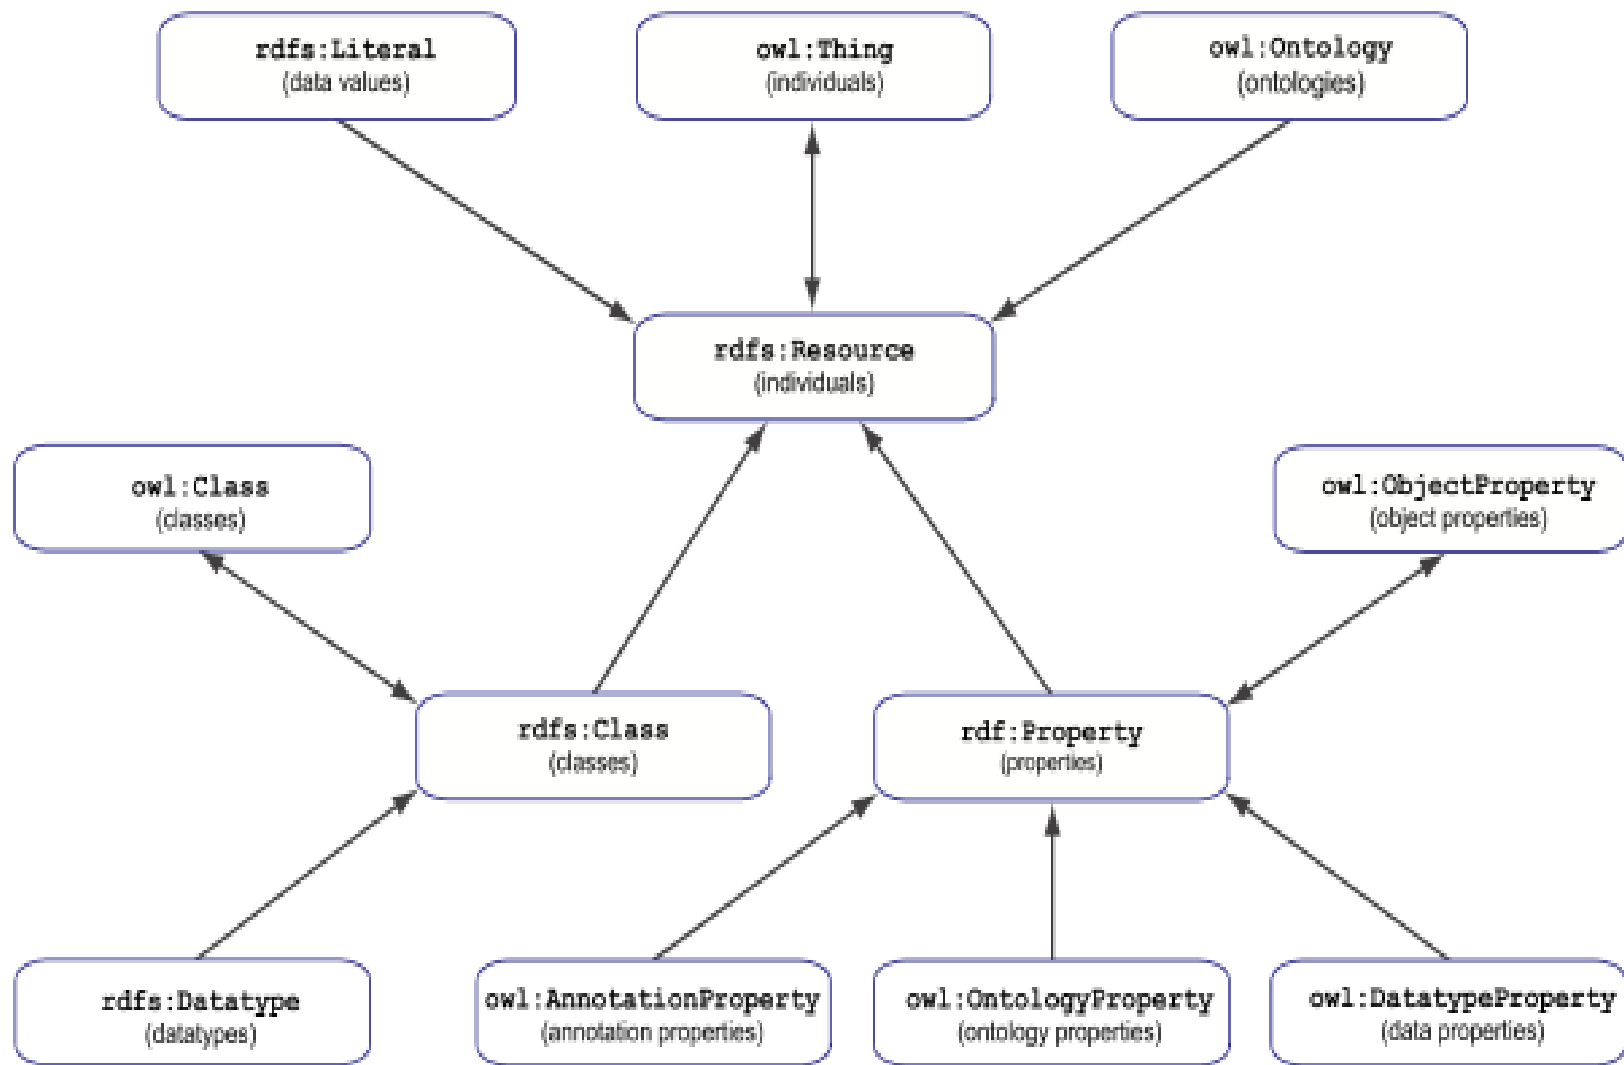 rdfs:Literal
(data values)
owl:Thing
(individuals)
owl:Ontology
(ontologies)
rdfs:Resource
(individuals)
owl:Class
(classes)
owl:ObjectProperty
(object properties)
rdfs:Class
(classes)
rdf:Property
(properties)
rdfs:Datatype
(datatypes)
owl:AnnotationProperty
(annotation properties)
owl:OntologyProperty
(ontology properties)
owl:DatatypeProperty
(data properties)